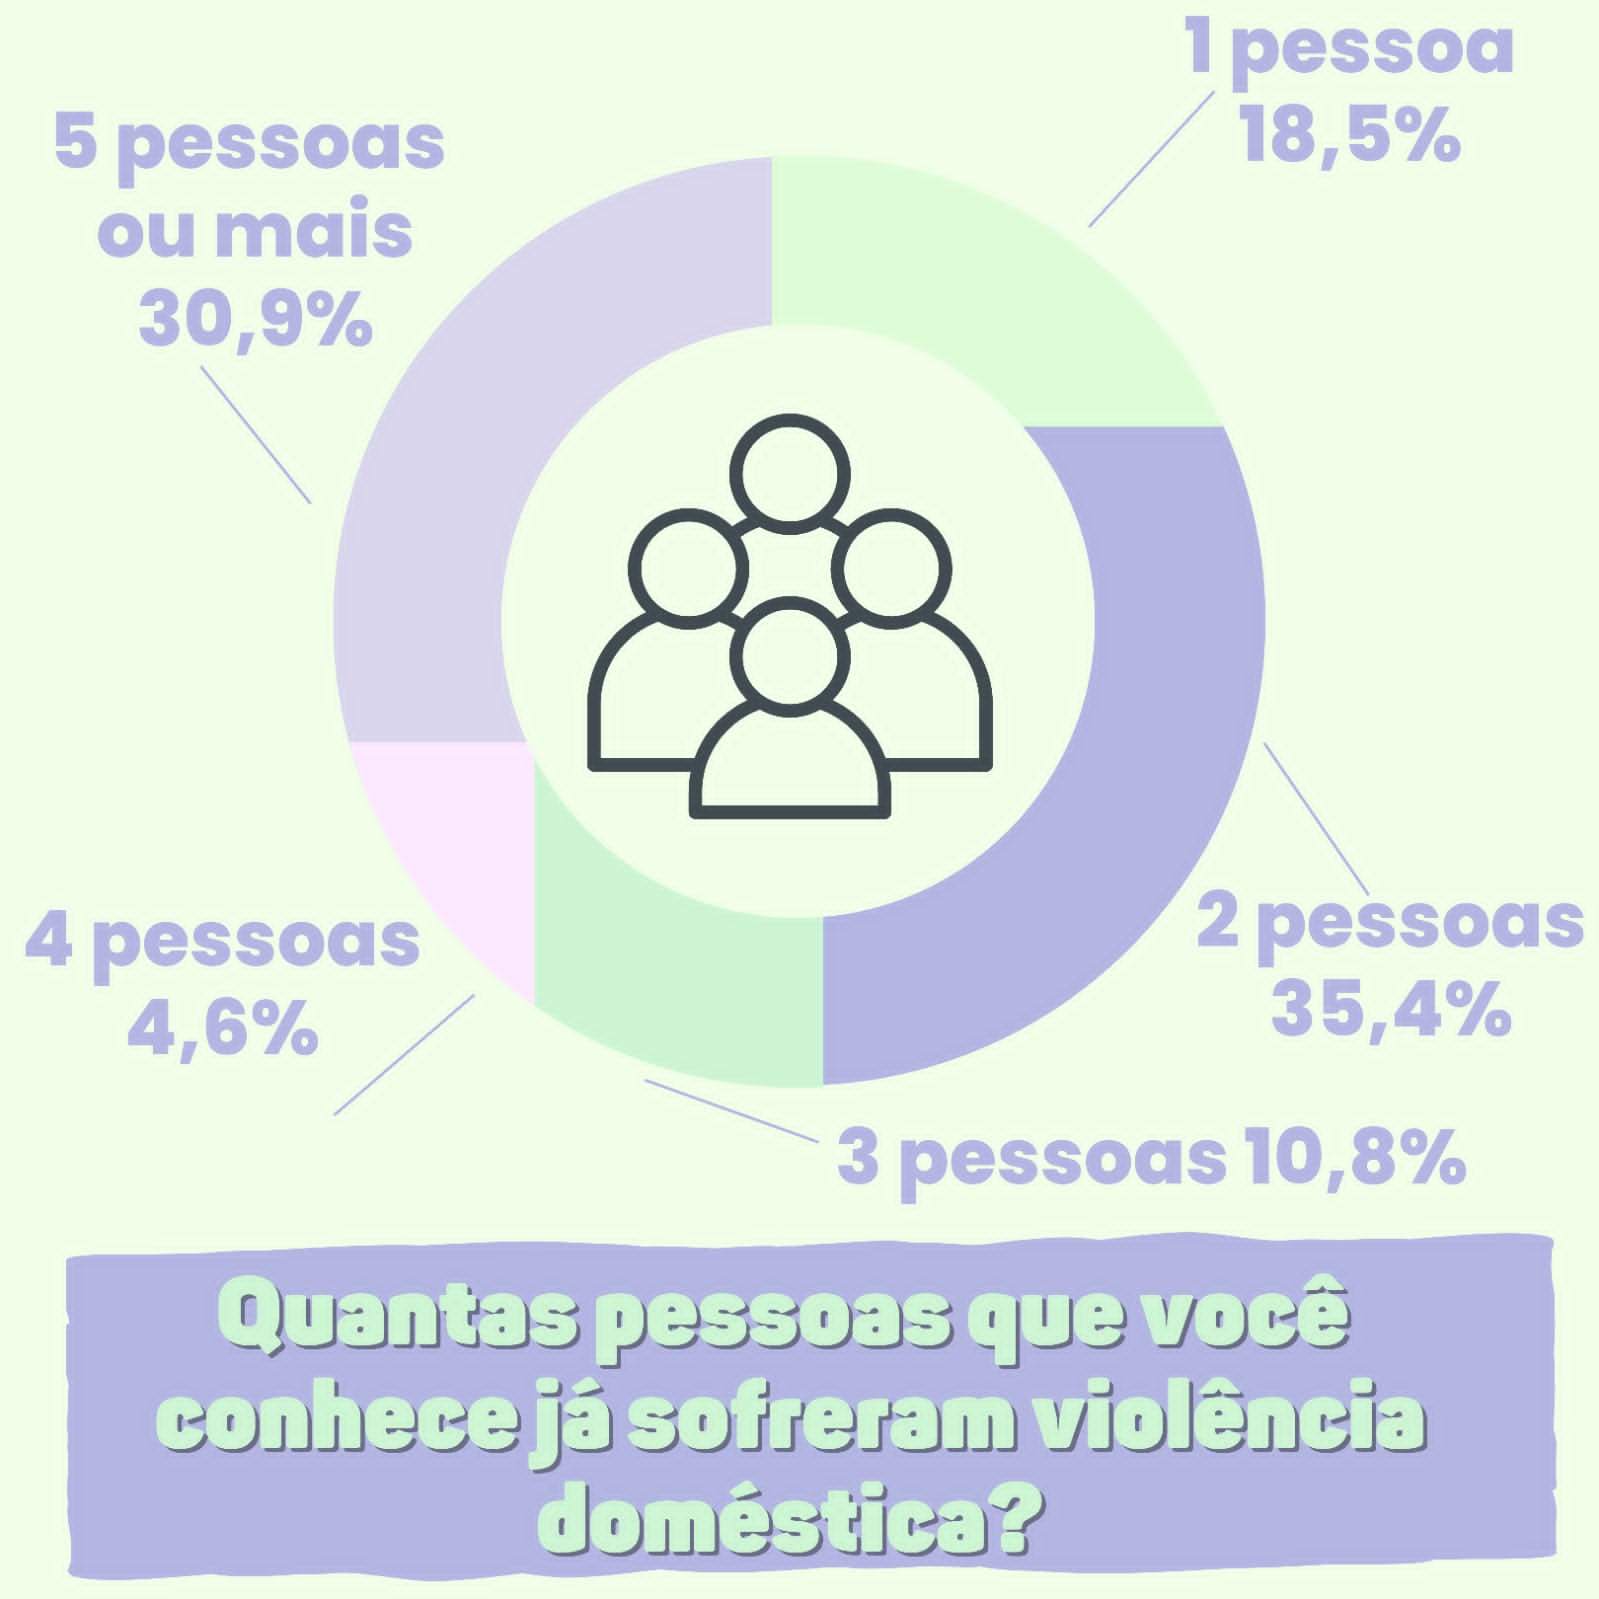 1 pessoa
18,5%
5 pessoas
ou mais
30,9%
2 pessoas
35,4%
4 pessoas
4,6%
3 pessoas 10,8%
Quantas pessoas que você
conhece já sofreram violência
doméstica?